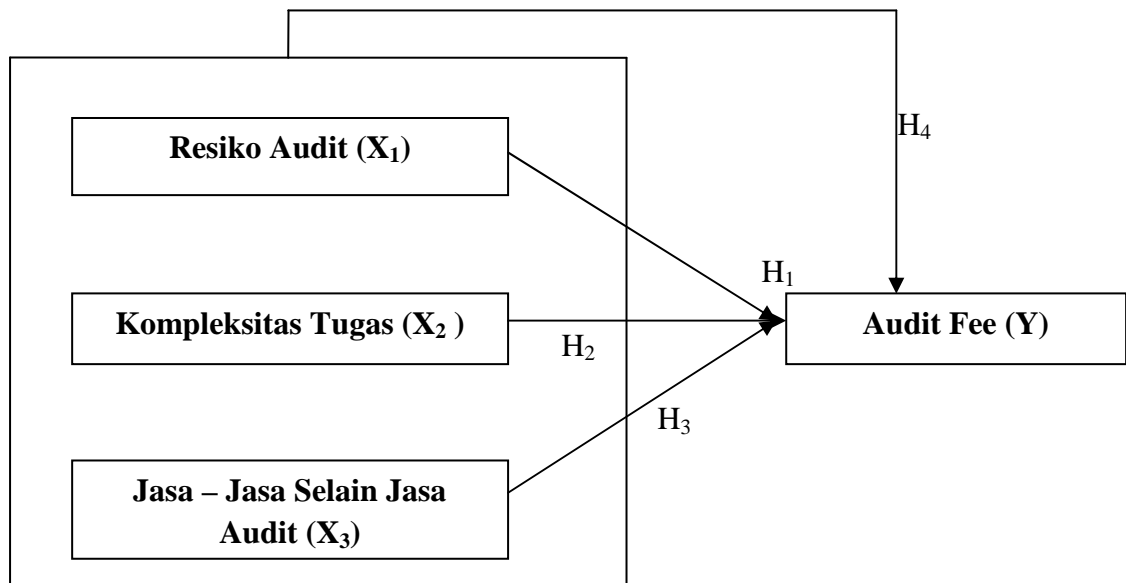 H₄
Resiko Audit (X₁)
H₁
Kompleksitas Tugas (X₂ )
Audit Fee (Y)
H₂
H₃
Jasa – Jasa Selain Jasa
Audit (X₃)